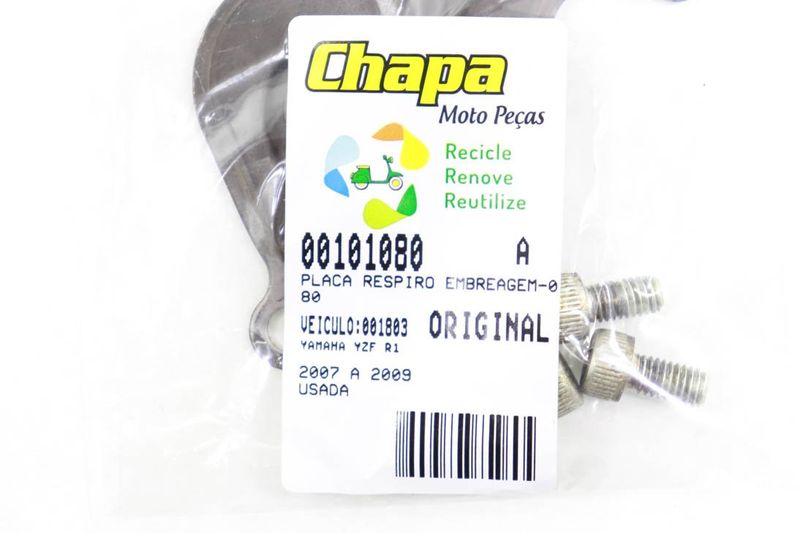 Chapa
Moto Peças
Recicle
Renove
Reutilize
00101080 A
PLACA RESPIRO EMBREAGEM-0
80
VEICULO:001803 ORIGINAL
YAMAHA YZF R1
2007 A 2009
USADA